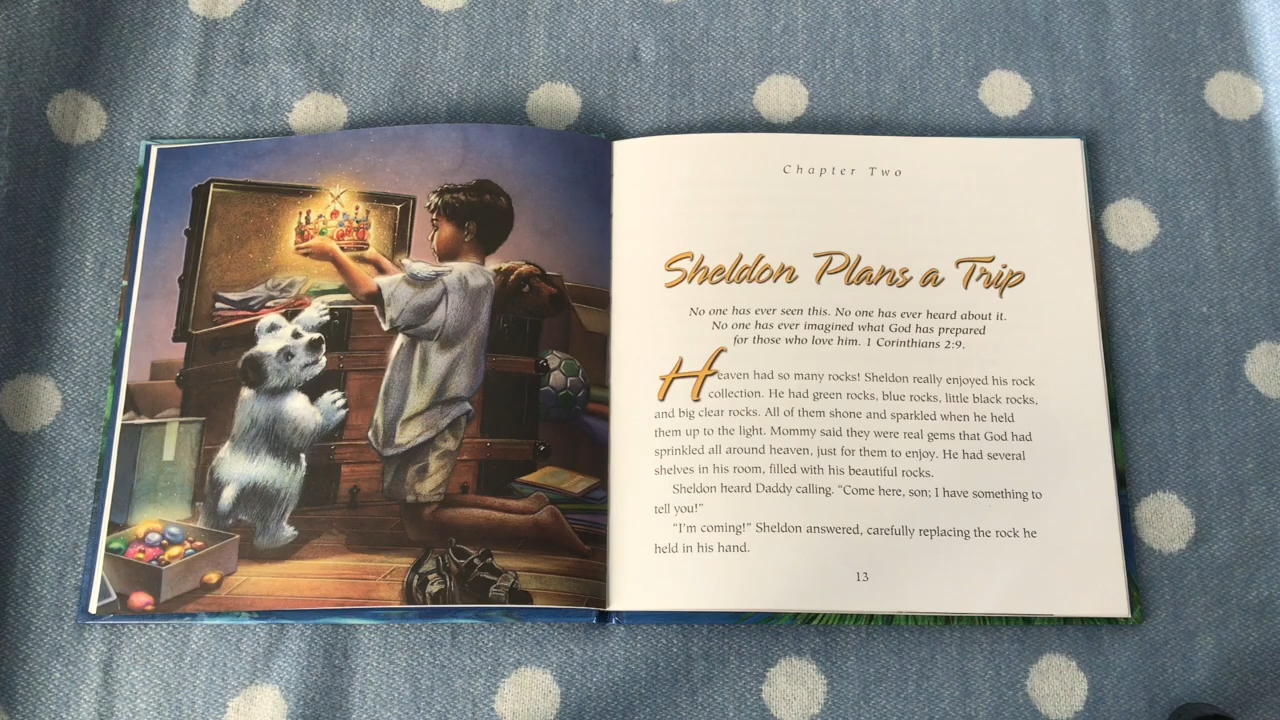 Chapter Two
Sheldon Plans a Trip
No one has ever seen this. No one has ever heard about it.
No one has ever imagined what God has prepared
for those who love him. 1 Corinthians 2:9.
Heaven had so many rocks! Sheldon really enjoyed his rock
collection. He had green rocks, blue rocks, little black rocks,
and big clear rocks. All of them shone and sparkled when he held
them up to the light. Mommy said they were real gems that God had
sprinkled all around heaven, just for them to enjoy. He had several
shelves in his room, filled with his beautiful rocks.
Sheldon heard Daddy calling. “Come here, son; I have something to
tell you!”
“I’m coming!” Sheldon answered, carefully replacing the rock he
held in his hand.
13